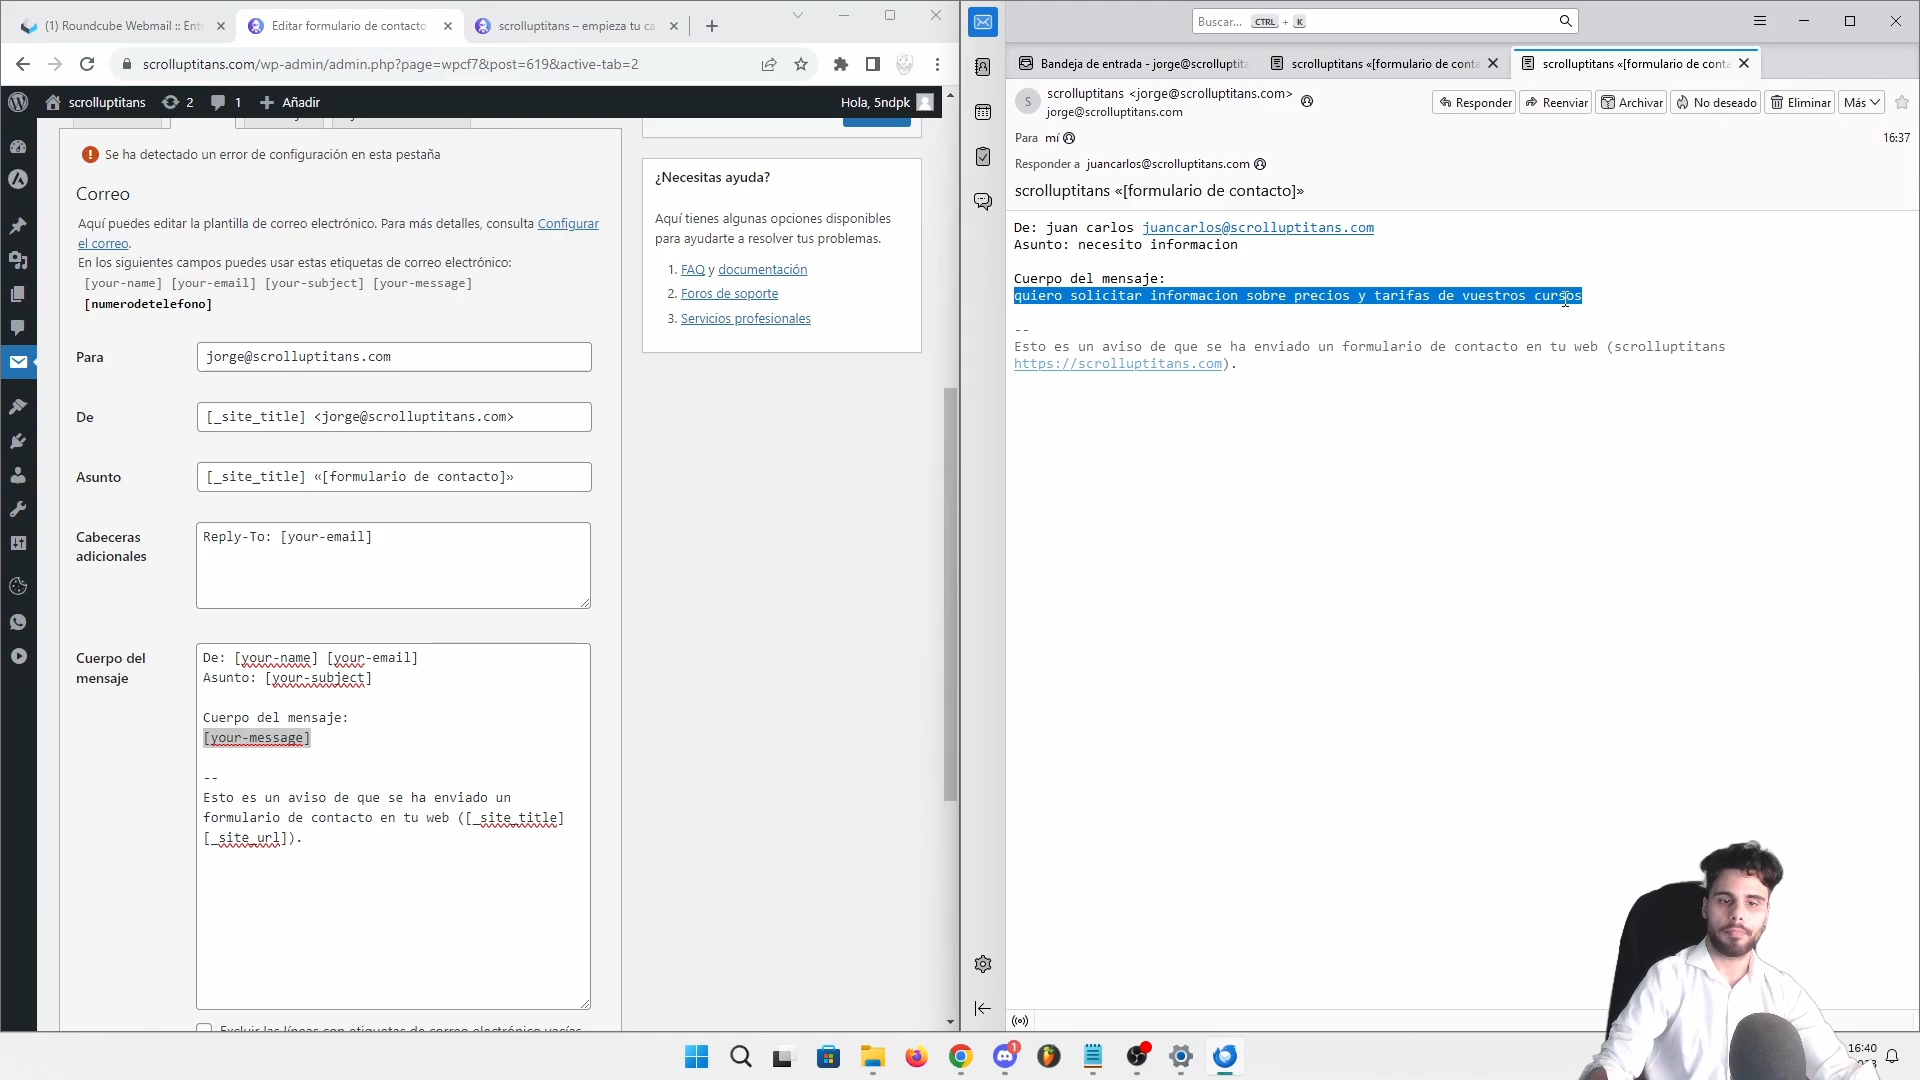 (1) Roundcube Webmail :: Ent
Editar formulario de contacto
scrolluptitans – empieza tu ca
scrolluptitans.com/wp-admin/admin.php?page=wpcf7&post=619&active-tab=2
scrolluptitans
2
1
Añadir
Hola, 5ndpk
Se ha detectado un error de configuración en esta pestaña
Correo
Aquí puedes editar la plantilla de correo electrónico. Para más detalles, consulta Configurar
el correo.
En los siguientes campos puedes usar estas etiquetas de correo electrónico:
[your-name] [your-email] [your-subject] [your-message]
[numerodetelefono]
Para
jorge@scrolluptitans.com
De
[_site_title] <jorge@scrolluptitans.com>
Asunto
[_site_title] «[formulario de contacto]»
Cabeceras
adicionales
Reply-To: [your-email]
Cuerpo del
mensaje
De: [your-name] [your-email]
Asunto: [your-subject]
Cuerpo del mensaje:
[your-message]
--
Esto es un aviso de que se ha enviado un
formulario de contacto en tu web ([_site_title]
[_site_url]).
Excluir las líneas con etiquetas de correo electrónico vacías
¿Necesitas ayuda?
Aquí tienes algunas opciones disponibles
para ayudarte a resolver tus problemas.
1. FAQ y documentación
2. Foros de soporte
3. Servicios profesionales
Buscar... CTRL + K
Bandeja de entrada - jorge@scrolluptita
scrolluptitans «[formulario de conta
scrolluptitans «[formulario de conta
S
scrolluptitans <jorge@scrolluptitans.com>
jorge@scrolluptitans.com
Responder
Reenviar
Archivar
No deseado
Eliminar
Más
Para mí
16:37
Responder a juancarlos@scrolluptitans.com
scrolluptitans «[formulario de contacto]»
De: juan carlos juancarlos@scrolluptitans.com
Asunto: necesito informacion
Cuerpo del mensaje:
quiero solicitar informacion sobre precios y tarifas de vuestros cursos
--
Esto es un aviso de que se ha enviado un formulario de contacto en tu web (scrolluptitans
https://scrolluptitans.com).
1
16:40